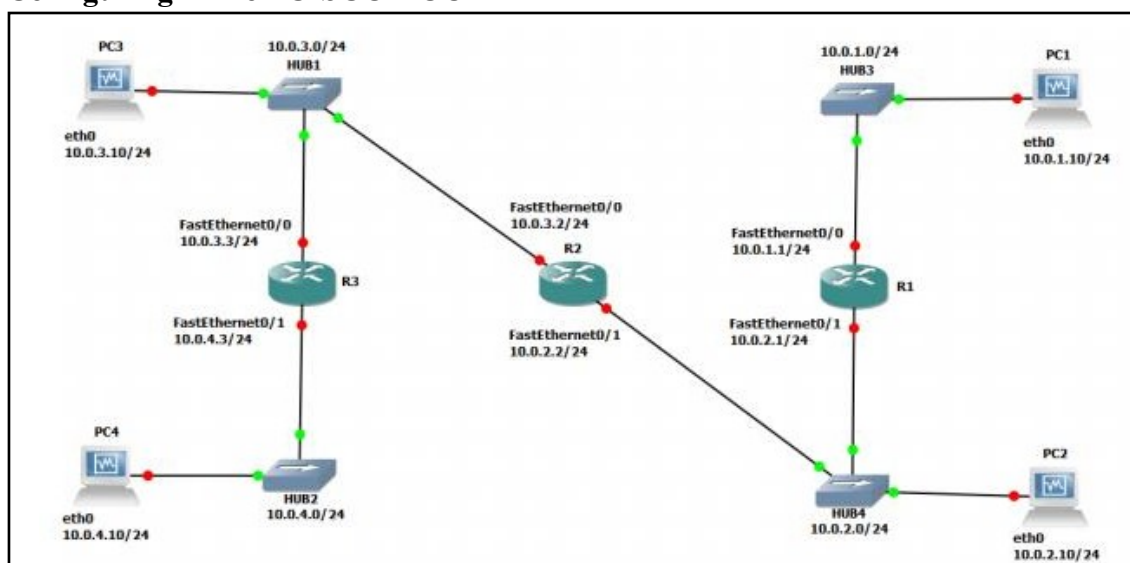 PC3
eth0
10.0.3.10/24
10.0.3.0/24
HUB1
10.0.1.0/24
HUB3
PC1
eth0
10.0.1.10/24
FastEthernet0/0
10.0.3.3/24
R3
FastEthernet0/1
10.0.4.3/24
FastEthernet0/0
10.0.3.2/24
R2
FastEthernet0/1
10.0.2.2/24
FastEthernet0/0
10.0.1.1/24
R1
FastEthernet0/1
10.0.2.1/24
PC4
eth0
10.0.4.10/24
HUB2
10.0.4.0/24
HUB4
10.0.2.0/24
PC2
eth0
10.0.2.10/24